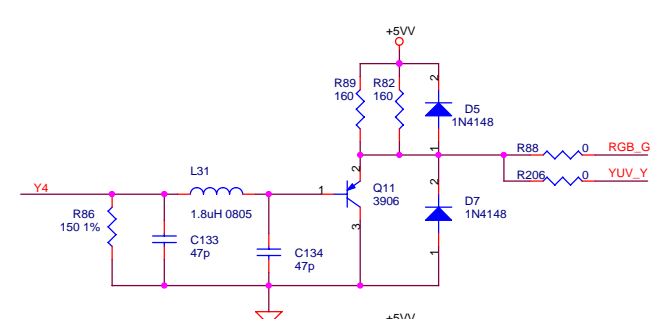 +5VV
R89
160
R82
160
2
D5
1N4148
1
R88
0
RGB_G
R206
0
YUV_Y
Y4
L31
1.8uH 0805
1
2
Q11
3906
3
2
D7
1N4148
1
R86
150 1%
C133
47p
C134
47p
+5VV